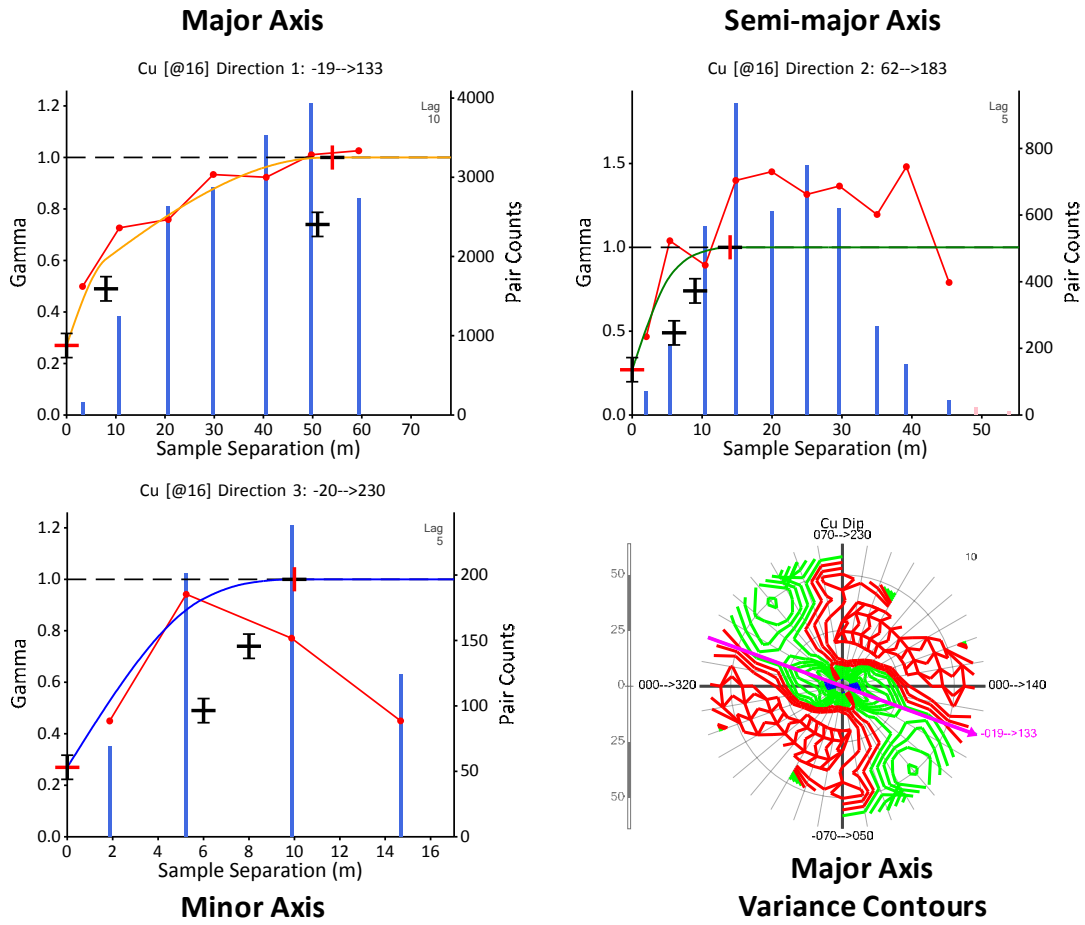 Major Axis
Cu [@16] Direction 1: -19-->133
Lag
10
1.2
1.0
0.8
0.6
0.4
0.2
0.0
Gamma
4000
3000
2000
1000
0
Pair Counts
0 10 20 30 40 50 60 70
Sample Separation (m)
Semi-major Axis
Cu [@16] Direction 2: 62-->183
Lag
5
1.5
1.0
0.5
0.0
Gamma
800
600
400
200
0
Pair Counts
0 10 20 30 40 50
Sample Separation (m)
Cu [@16] Direction 3: -20-->230
Lag
5
1.2
1.0
0.8
0.6
0.4
0.2
0.0
Gamma
200
150
100
50
0
Pair Counts
0 2 4 6 8 10 12 14 16
Sample Separation (m)
Minor Axis
Cu Dip
070-->230
10
50
25
0
25
50
000-->320
000-->140
-019-->133
-070-->050
Major Axis
Variance Contours